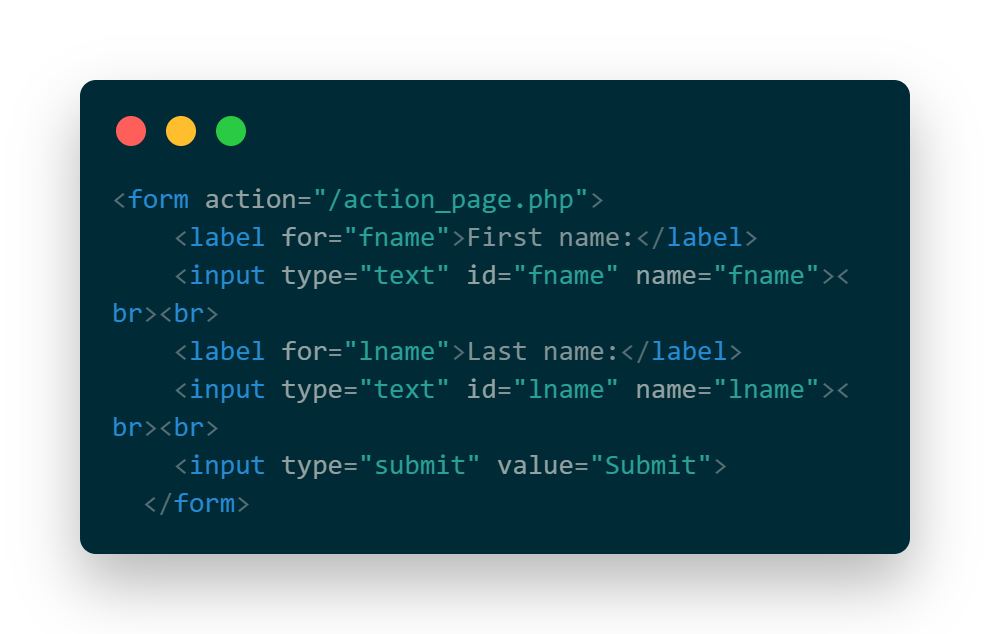 <form action="/action_page.php">
    <label for="fname">First name:</label>
    <input type="text" id="fname" name="fname"><
br><br>
    <label for="lname">Last name:</label>
    <input type="text" id="lname" name="lname"><
br><br>
    <input type="submit" value="Submit">
  </form>